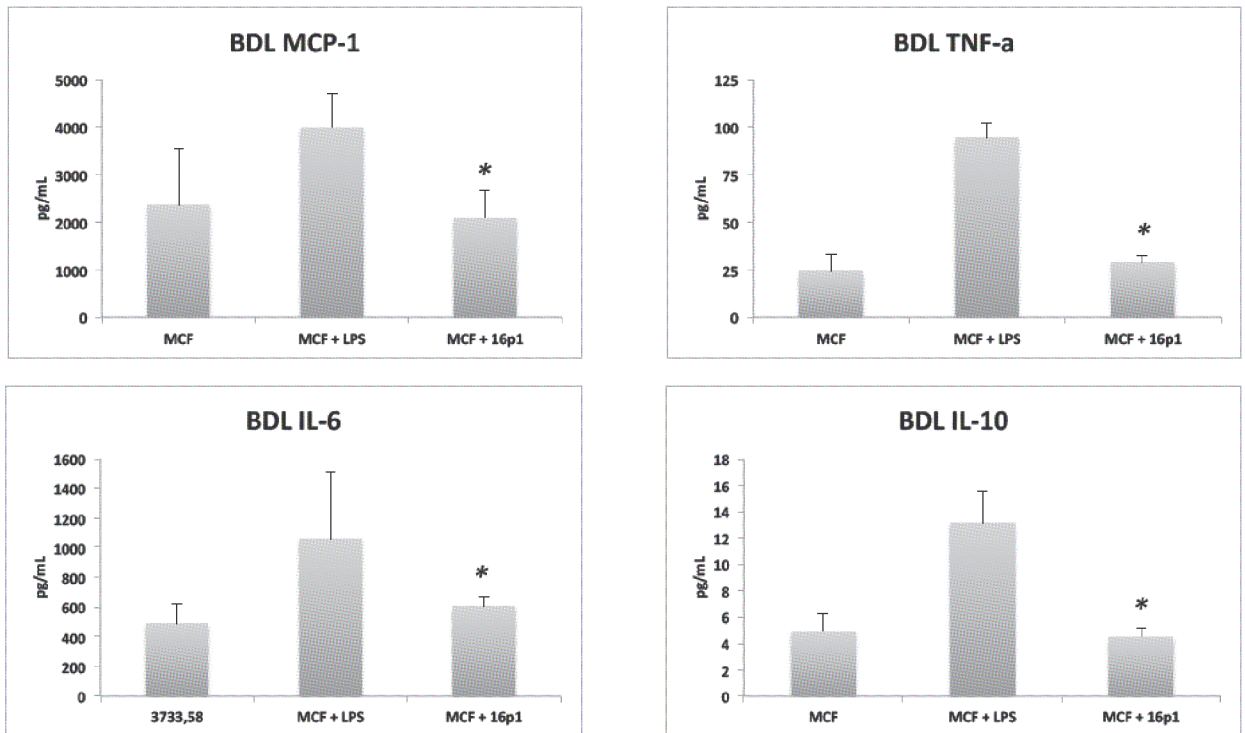 BDL MCP-1
5000
4000
3000
2000
1000
0
pg/mL
*
MCF
MCF + LPS
MCF + 16p1
BDL TNF-a
125
100
75
50
25
0
pg/mL
*
MCF
MCF + LPS
MCF + 16p1
BDL IL-6
1600
1400
1200
1000
800
600
400
200
0
pg/mL
*
3733,58
MCF + LPS
MCF + 16p1
BDL IL-10
18
16
14
12
10
8
6
4
2
0
pg/mL
*
MCF
MCF + LPS
MCF + 16p1